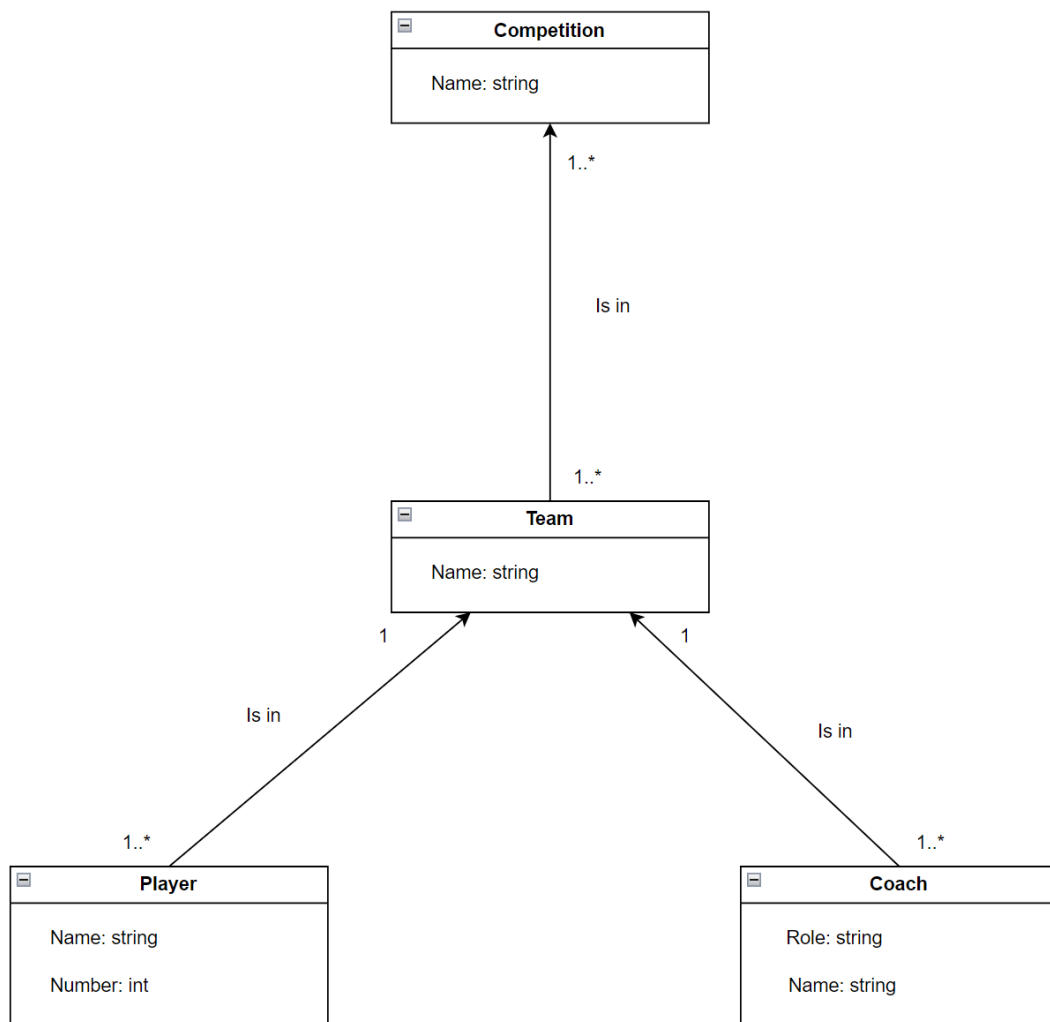 Competition
Name: string
1..*
Is in
1..*
Team
Name: string
1
1
Is in
Is in
1..*
1..*
Player
Coach
Name: string
Role: string
Number: int
Name: string